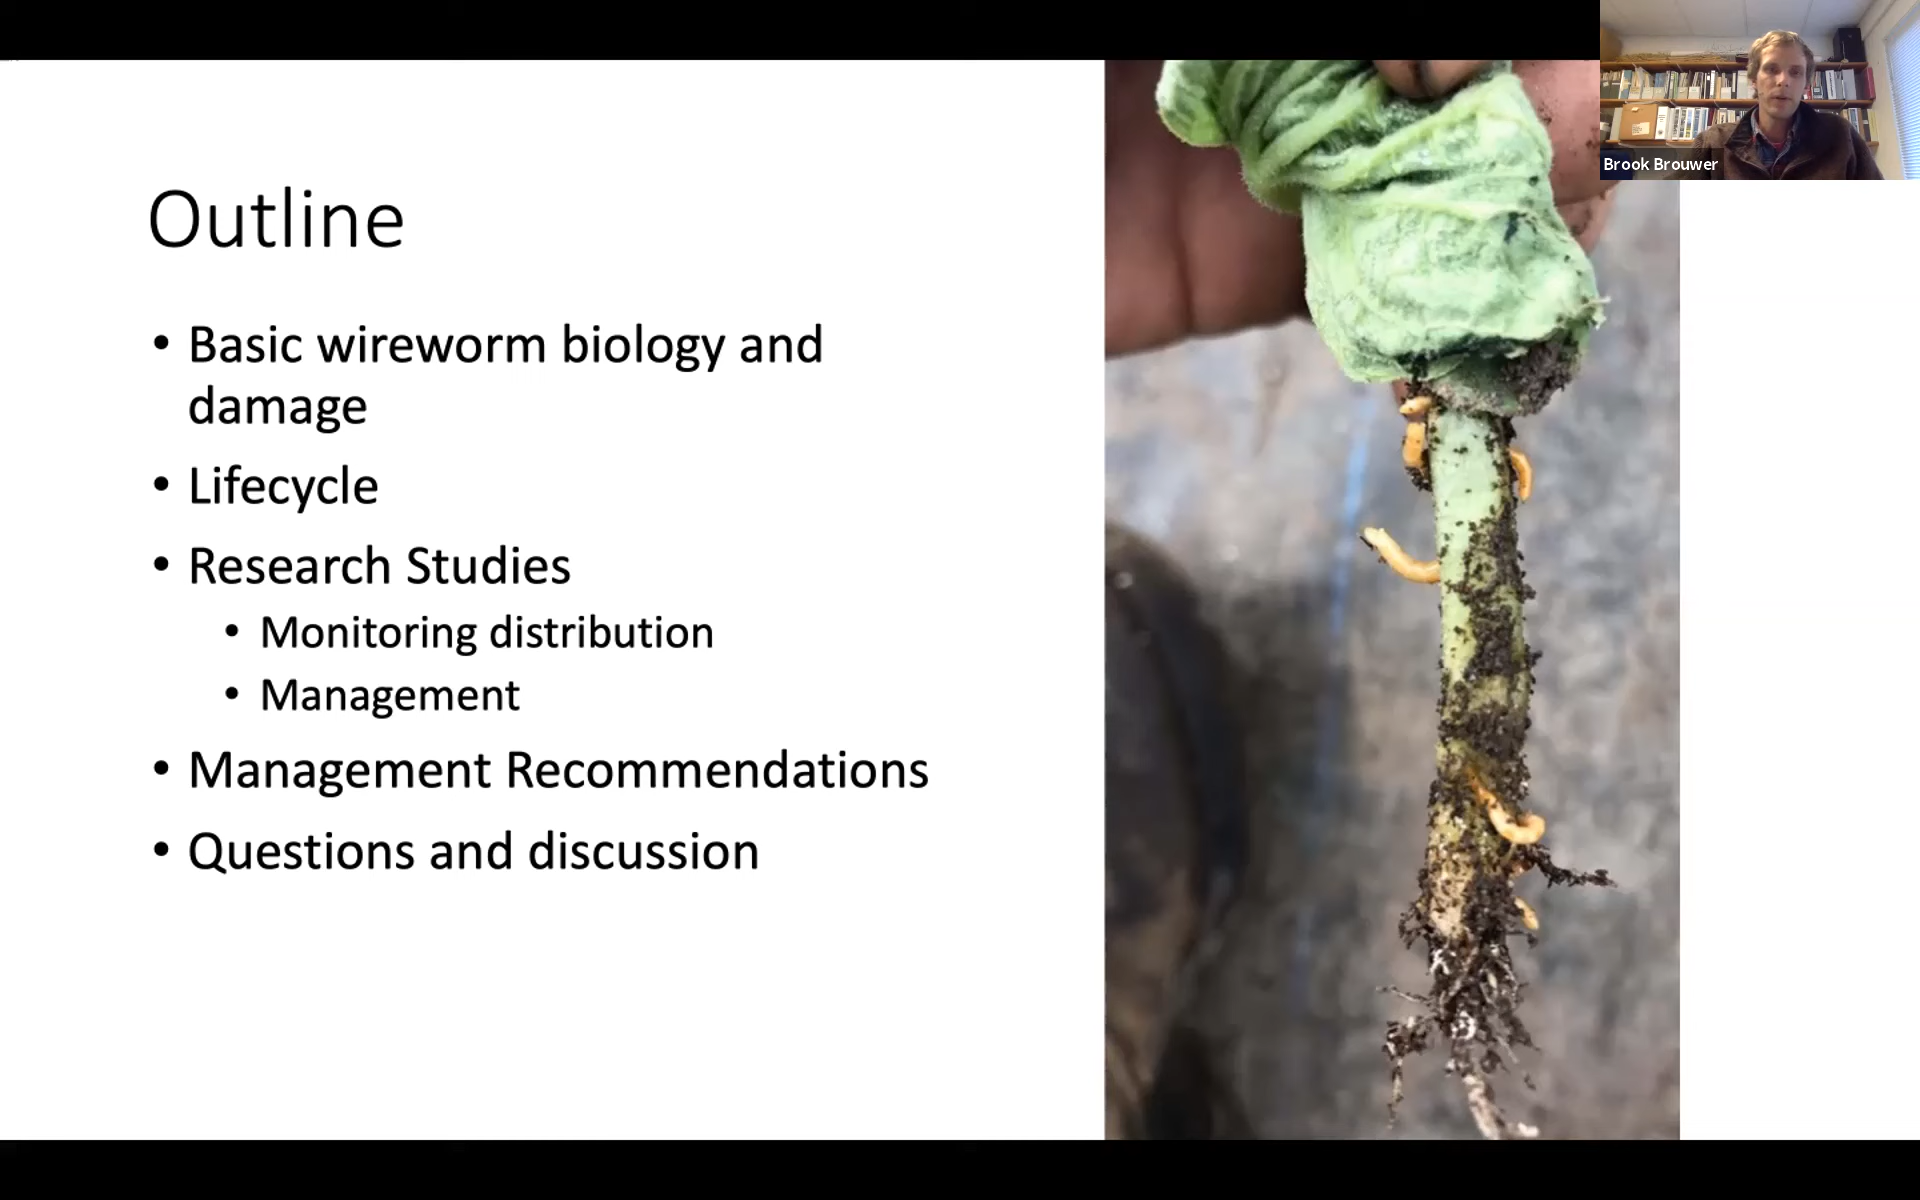 Outline
• Basic wireworm biology and
damage
• Lifecycle
• Research Studies
• Monitoring distribution
• Management
• Management Recommendations
• Questions and discussion
Brook Brouwer